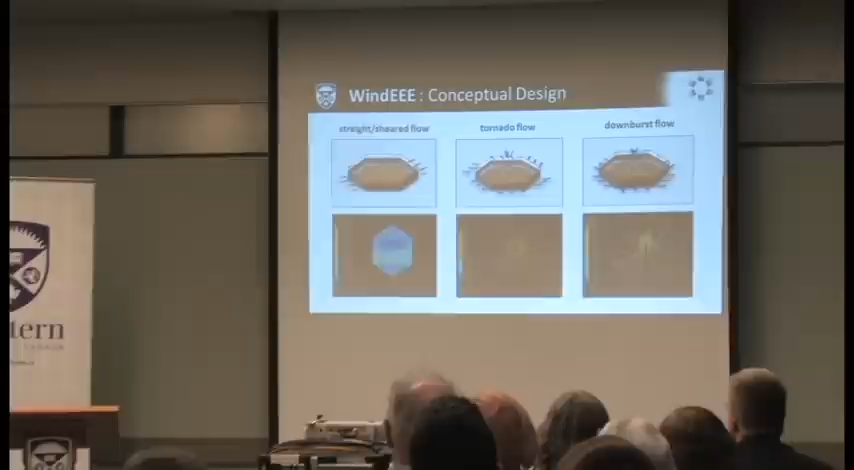 WindEEE : Conceptual Design
straight/sheared flow
tornado flow
downburst flow
tern